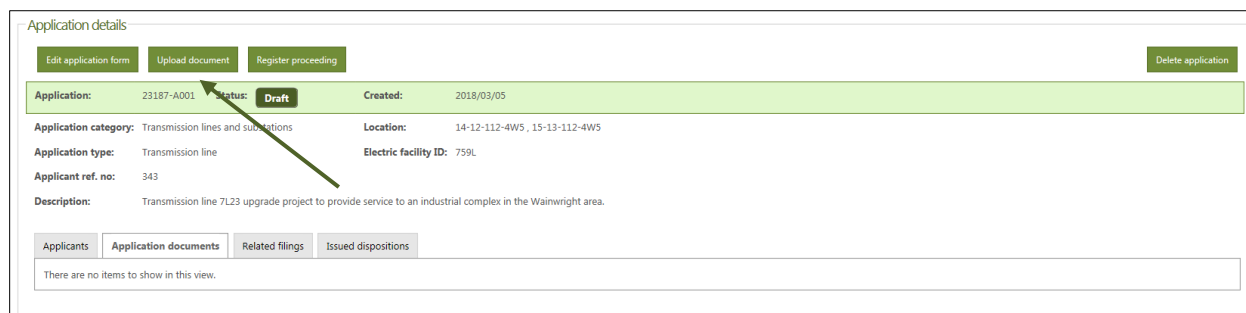 Application details
Edit application form Upload document Register proceeding Delete application
Application: 23187-A001 Status: Draft Created: 2018/03/05
Application category: Transmission lines and substations Location: 14-12-112-4W5 , 15-13-112-4W5
Application type: Transmission line Electric facility ID: 759L
Applicant ref. no: 343
Description: Transmission line 7L23 upgrade project to provide service to an industrial complex in the Wainwright area.
Applicants Application documents Related filings Issued dispositions
There are no items to show in this view.